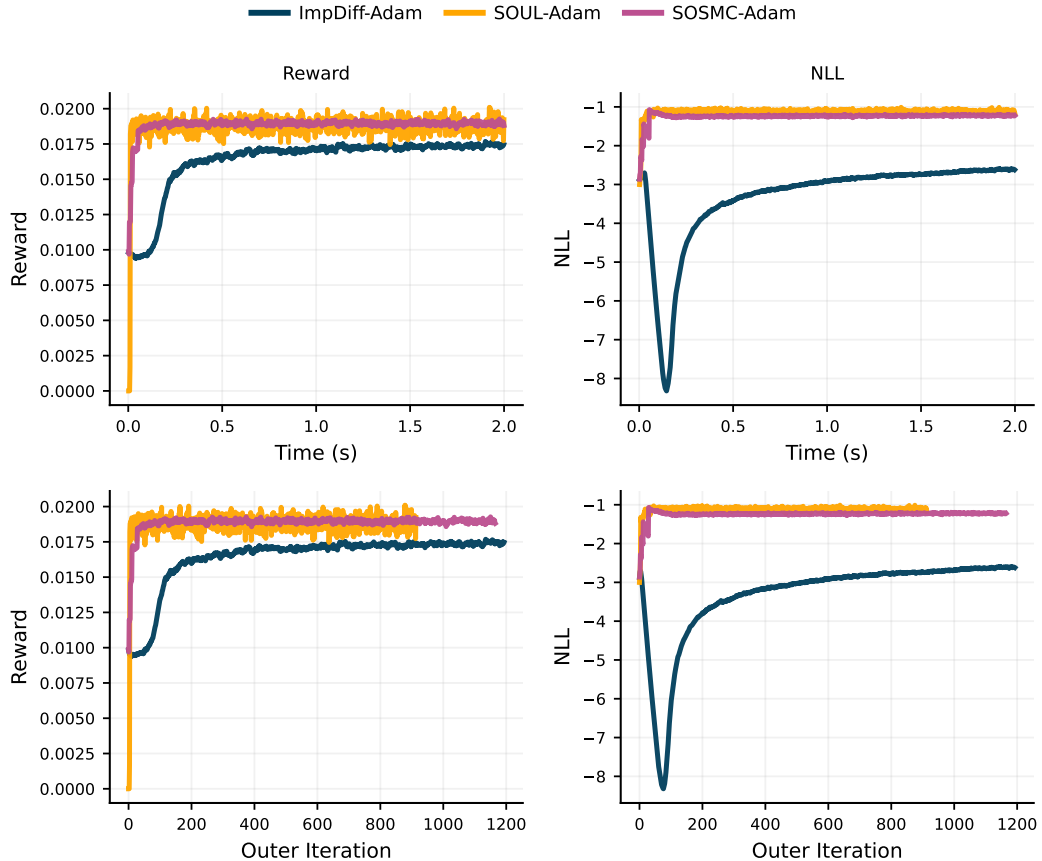 ImpDiff-Adam SOUL-Adam SOSMC-Adam
Reward
0.0200
0.0175
0.0150
0.0125
0.0100
0.0075
0.0050
0.0025
0.0000
Reward
0.0 0.5 1.0 1.5 2.0
Time (s)
NLL
−1
−2
−3
−4
−5
−6
−7
−8
NLL
0.0 0.5 1.0 1.5 2.0
Time (s)
0.0200
0.0175
0.0150
0.0125
0.0100
0.0075
0.0050
0.0025
0.0000
Reward
0 200 400 600 800 1000 1200
Outer Iteration
−1
−2
−3
−4
−5
−6
−7
−8
NLL
0 200 400 600 800 1000 1200
Outer Iteration